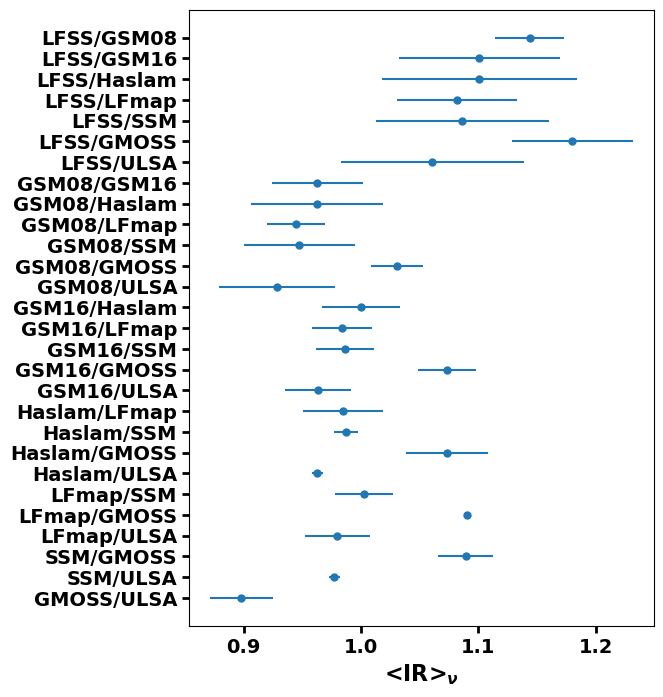 LFSS/GSM08
LFSS/GSM16
LFSS/Haslam
LFSS/LFmap
LFSS/SSM
LFSS/GMOSS
LFSS/ULSA
GSM08/GSM16
GSM08/Haslam
GSM08/LFmap
GSM08/SSM
GSM08/GMOSS
GSM08/ULSA
GSM16/Haslam
GSM16/LFmap
GSM16/SSM
GSM16/GMOSS
GSM16/ULSA
Haslam/LFmap
Haslam/SSM
Haslam/GMOSS
Haslam/ULSA
LFmap/SSM
LFmap/GMOSS
LFmap/ULSA
SSM/GMOSS
SSM/ULSA
GMOSS/ULSA
0.9 1.0 1.1 1.2
<IR>ν